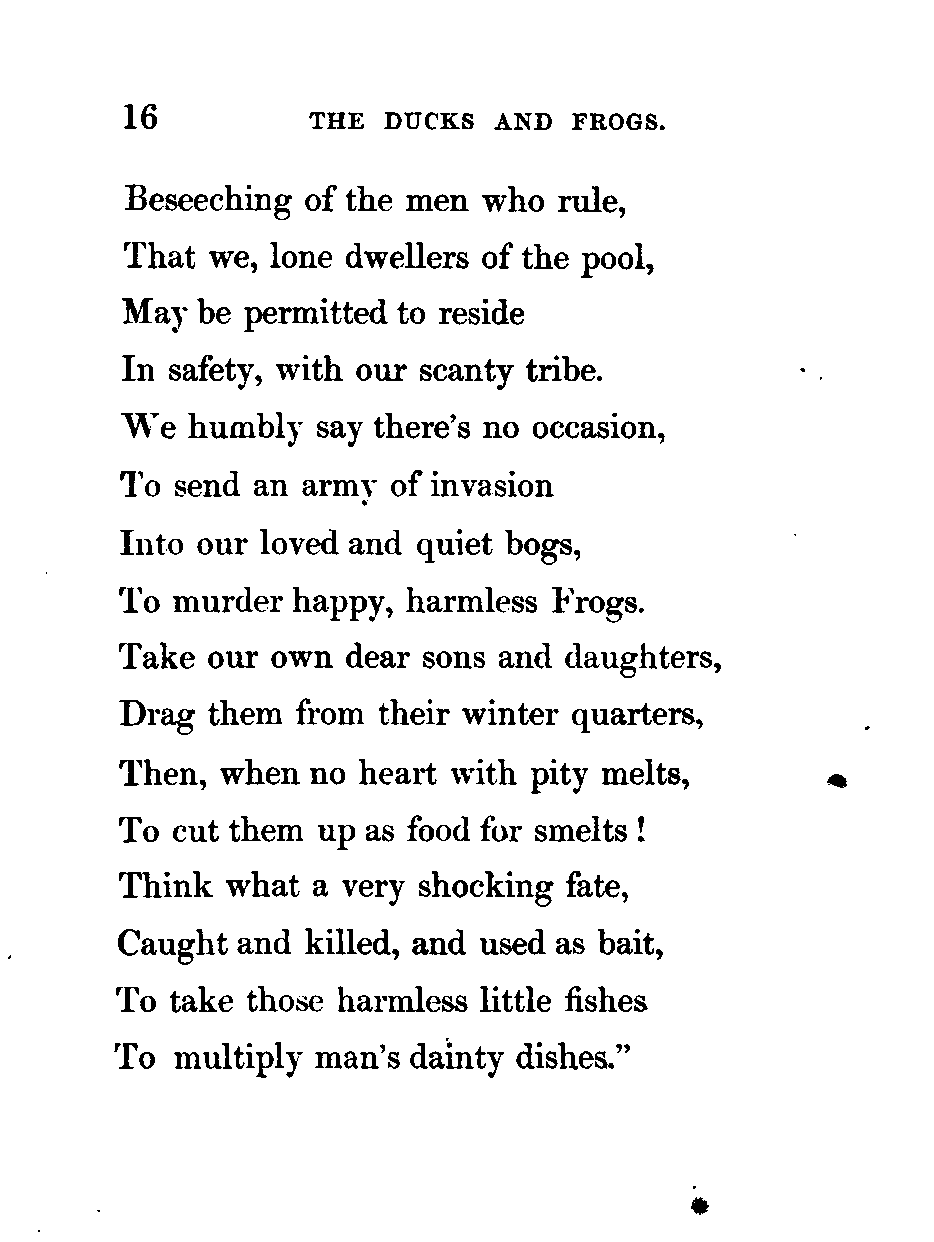 16 THE DUCKS AND FROGS.
Beseeching of the men who rule,
That we, lone dwellers of the pool,
May be permitted to reside
In safety, with our scanty tribe.
We humbly say there's no occasion,
To send an army of invasion
Into our loved and quiet bogs,
To murder happy, harmless Frogs.
Take our own dear sons and daughters,
Drag them from their winter quarters,
Then, when no heart with pity melts,
To cut them up as food for smelts !
Think what a very shocking fate,
Caught and killed, and used as bait,
To take those harmless little fishes
To multiply man's dainty dishes.”